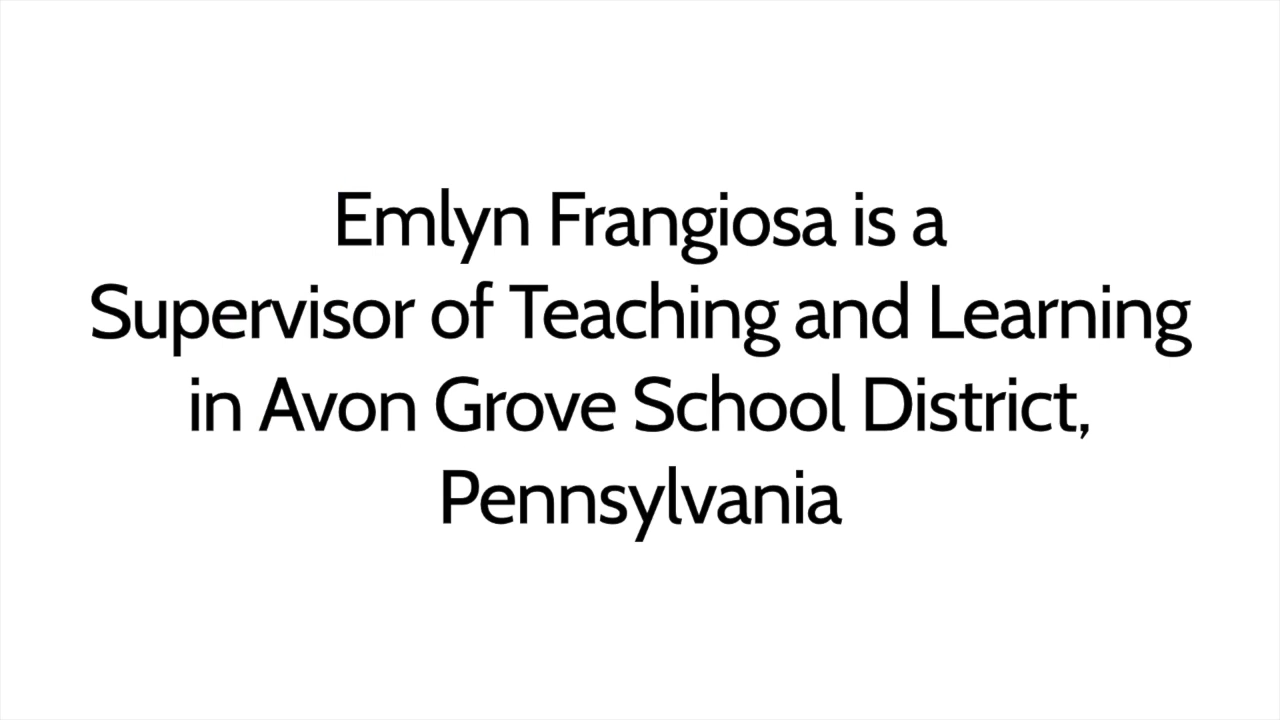 Emlyn Frangiosa is a
Supervisor of Teaching and Learning
in Avon Grove School District,
Pennsylvania